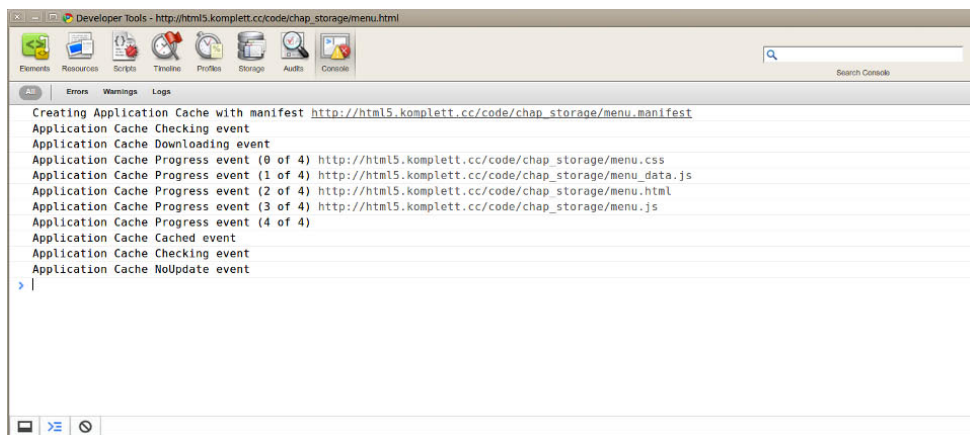 Developer Tools - http://html5.komplett.cc/code/chap_storage/menu.html
Elements Resources Scripts Timeline Profiles Storage Audits Console
Search Console
All Errors Warnings Logs
Creating Application Cache with manifest http://html5.komplett.cc/code/chap_storage/menu.manifest
Application Cache Checking event
Application Cache Downloading event
Application Cache Progress event (0 of 4) http://html5.komplett.cc/code/chap_storage/menu.css
Application Cache Progress event (1 of 4) http://html5.komplett.cc/code/chap_storage/menu_data.js
Application Cache Progress event (2 of 4) http://html5.komplett.cc/code/chap_storage/menu.html
Application Cache Progress event (3 of 4) http://html5.komplett.cc/code/chap_storage/menu.js
Application Cache Progress event (4 of 4)
Application Cache Cached event
Application Cache Checking event
Application Cache NoUpdate event